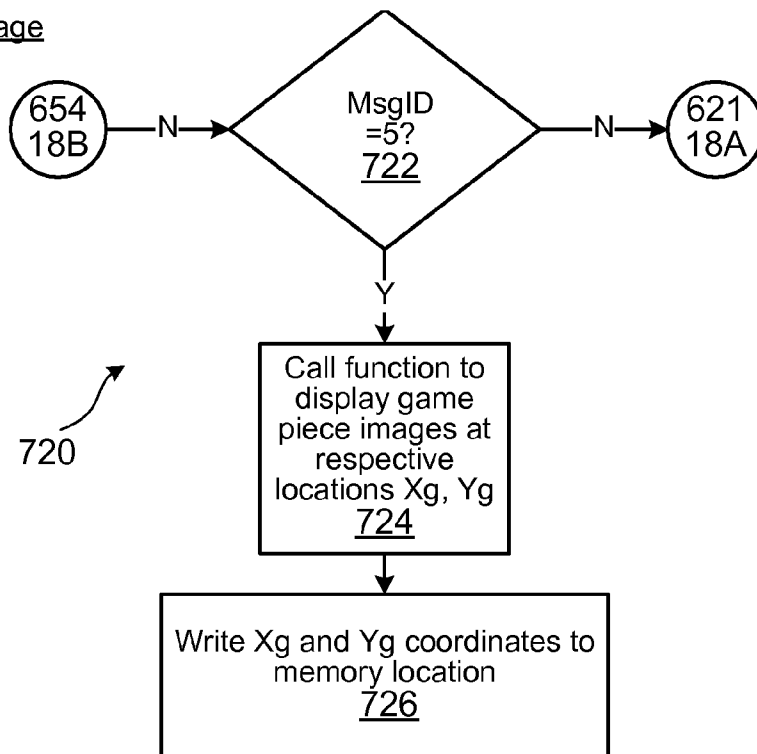 age
654
18B
N
MsgID
=5?
722
N
621
18A
Y
720
Call function to
display game
piece images at
respective
locations Xg, Yg
724
Write Xg and Yg coordinates to
memory location
726